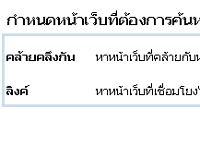 กำหนดหน้าเว็บที่ต้องการค้นห
คล้ายคลึงกัน หาหน้าเว็บที่คล้ายกับห
ลิงค์ หาหน้าเว็บที่เชื่อมโยง